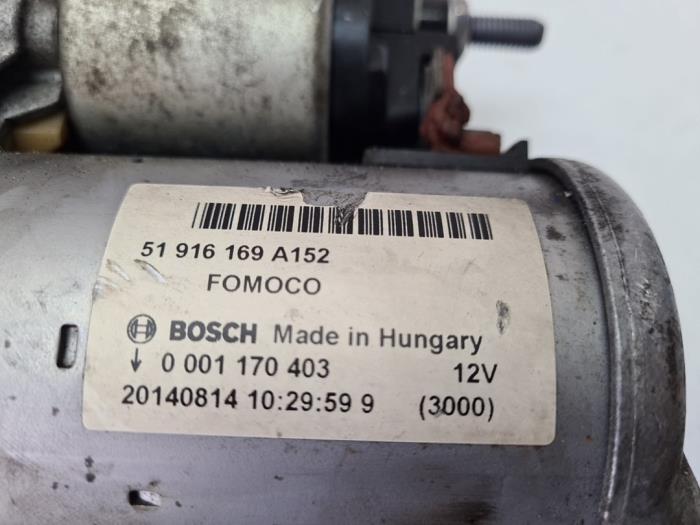 51 916 169 A152
FOMOCO
BOSCH Made in Hungary
↓ 0 001 170 403 12V
20140814 10:29:59 9 (3000)